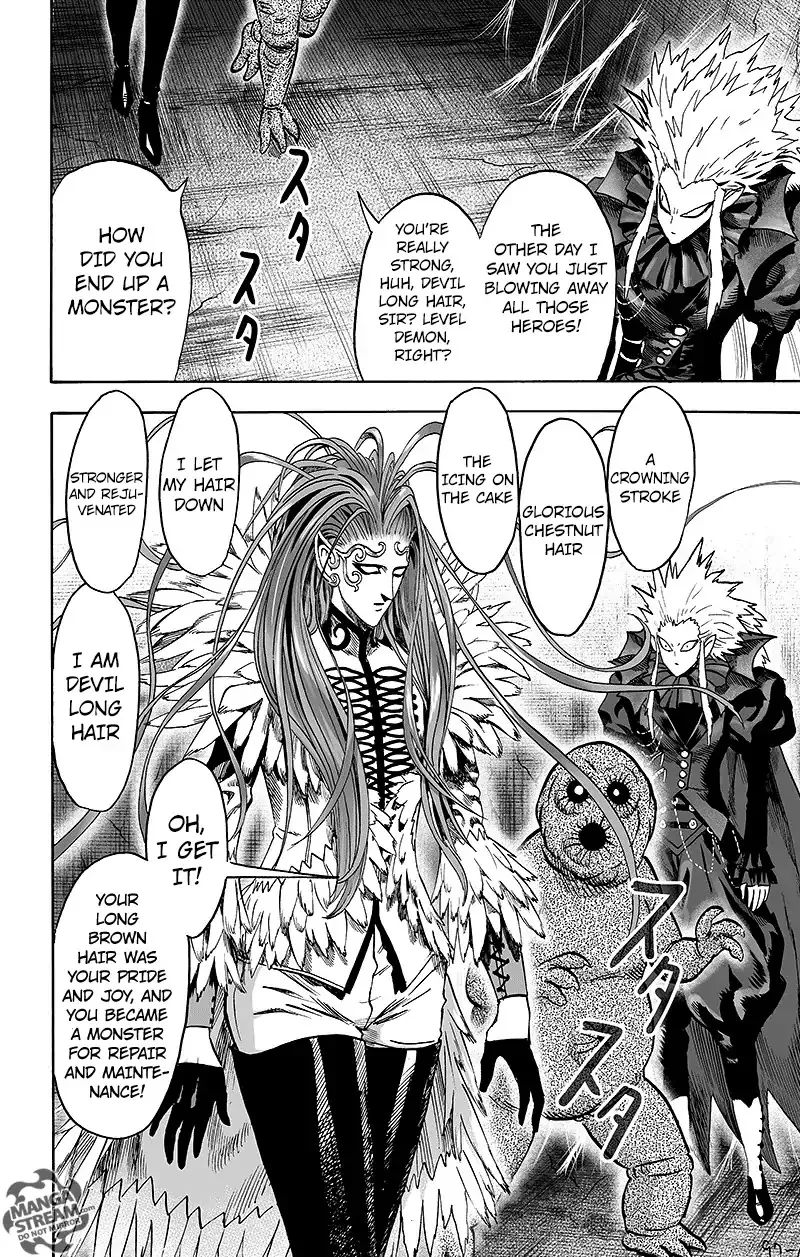 THE
OTHER DAY I
SAW YOU JUST
BLOWING AWAY
ALL THOSE
HEROES!
YOU'RE
REALLY
STRONG,
HUH, DEVIL
LONG HAIR,
SIR? LEVEL
DEMON,
RIGHT?
HOW
DID YOU
END UP A
MONSTER?
スタ
スタ
A
CROWNING
STROKE
GLORIOUS
CHESTNUT
HAIR
THE
ICING ON
THE CAKE
I LET
MY HAIR
DOWN
STRONGER
AND REJU-
VENATED
I AM
DEVIL
LONG
HAIR
OH,
I GET
IT!
YOUR
LONG
BROWN
HAIR WAS
YOUR PRIDE
AND JOY, AND
YOU BECAME
A MONSTER
FOR REPAIR
AND MAINTE-
NANCE!
スタ
スタ
MANGA
STREAM.COM
DO NOT MIRROR